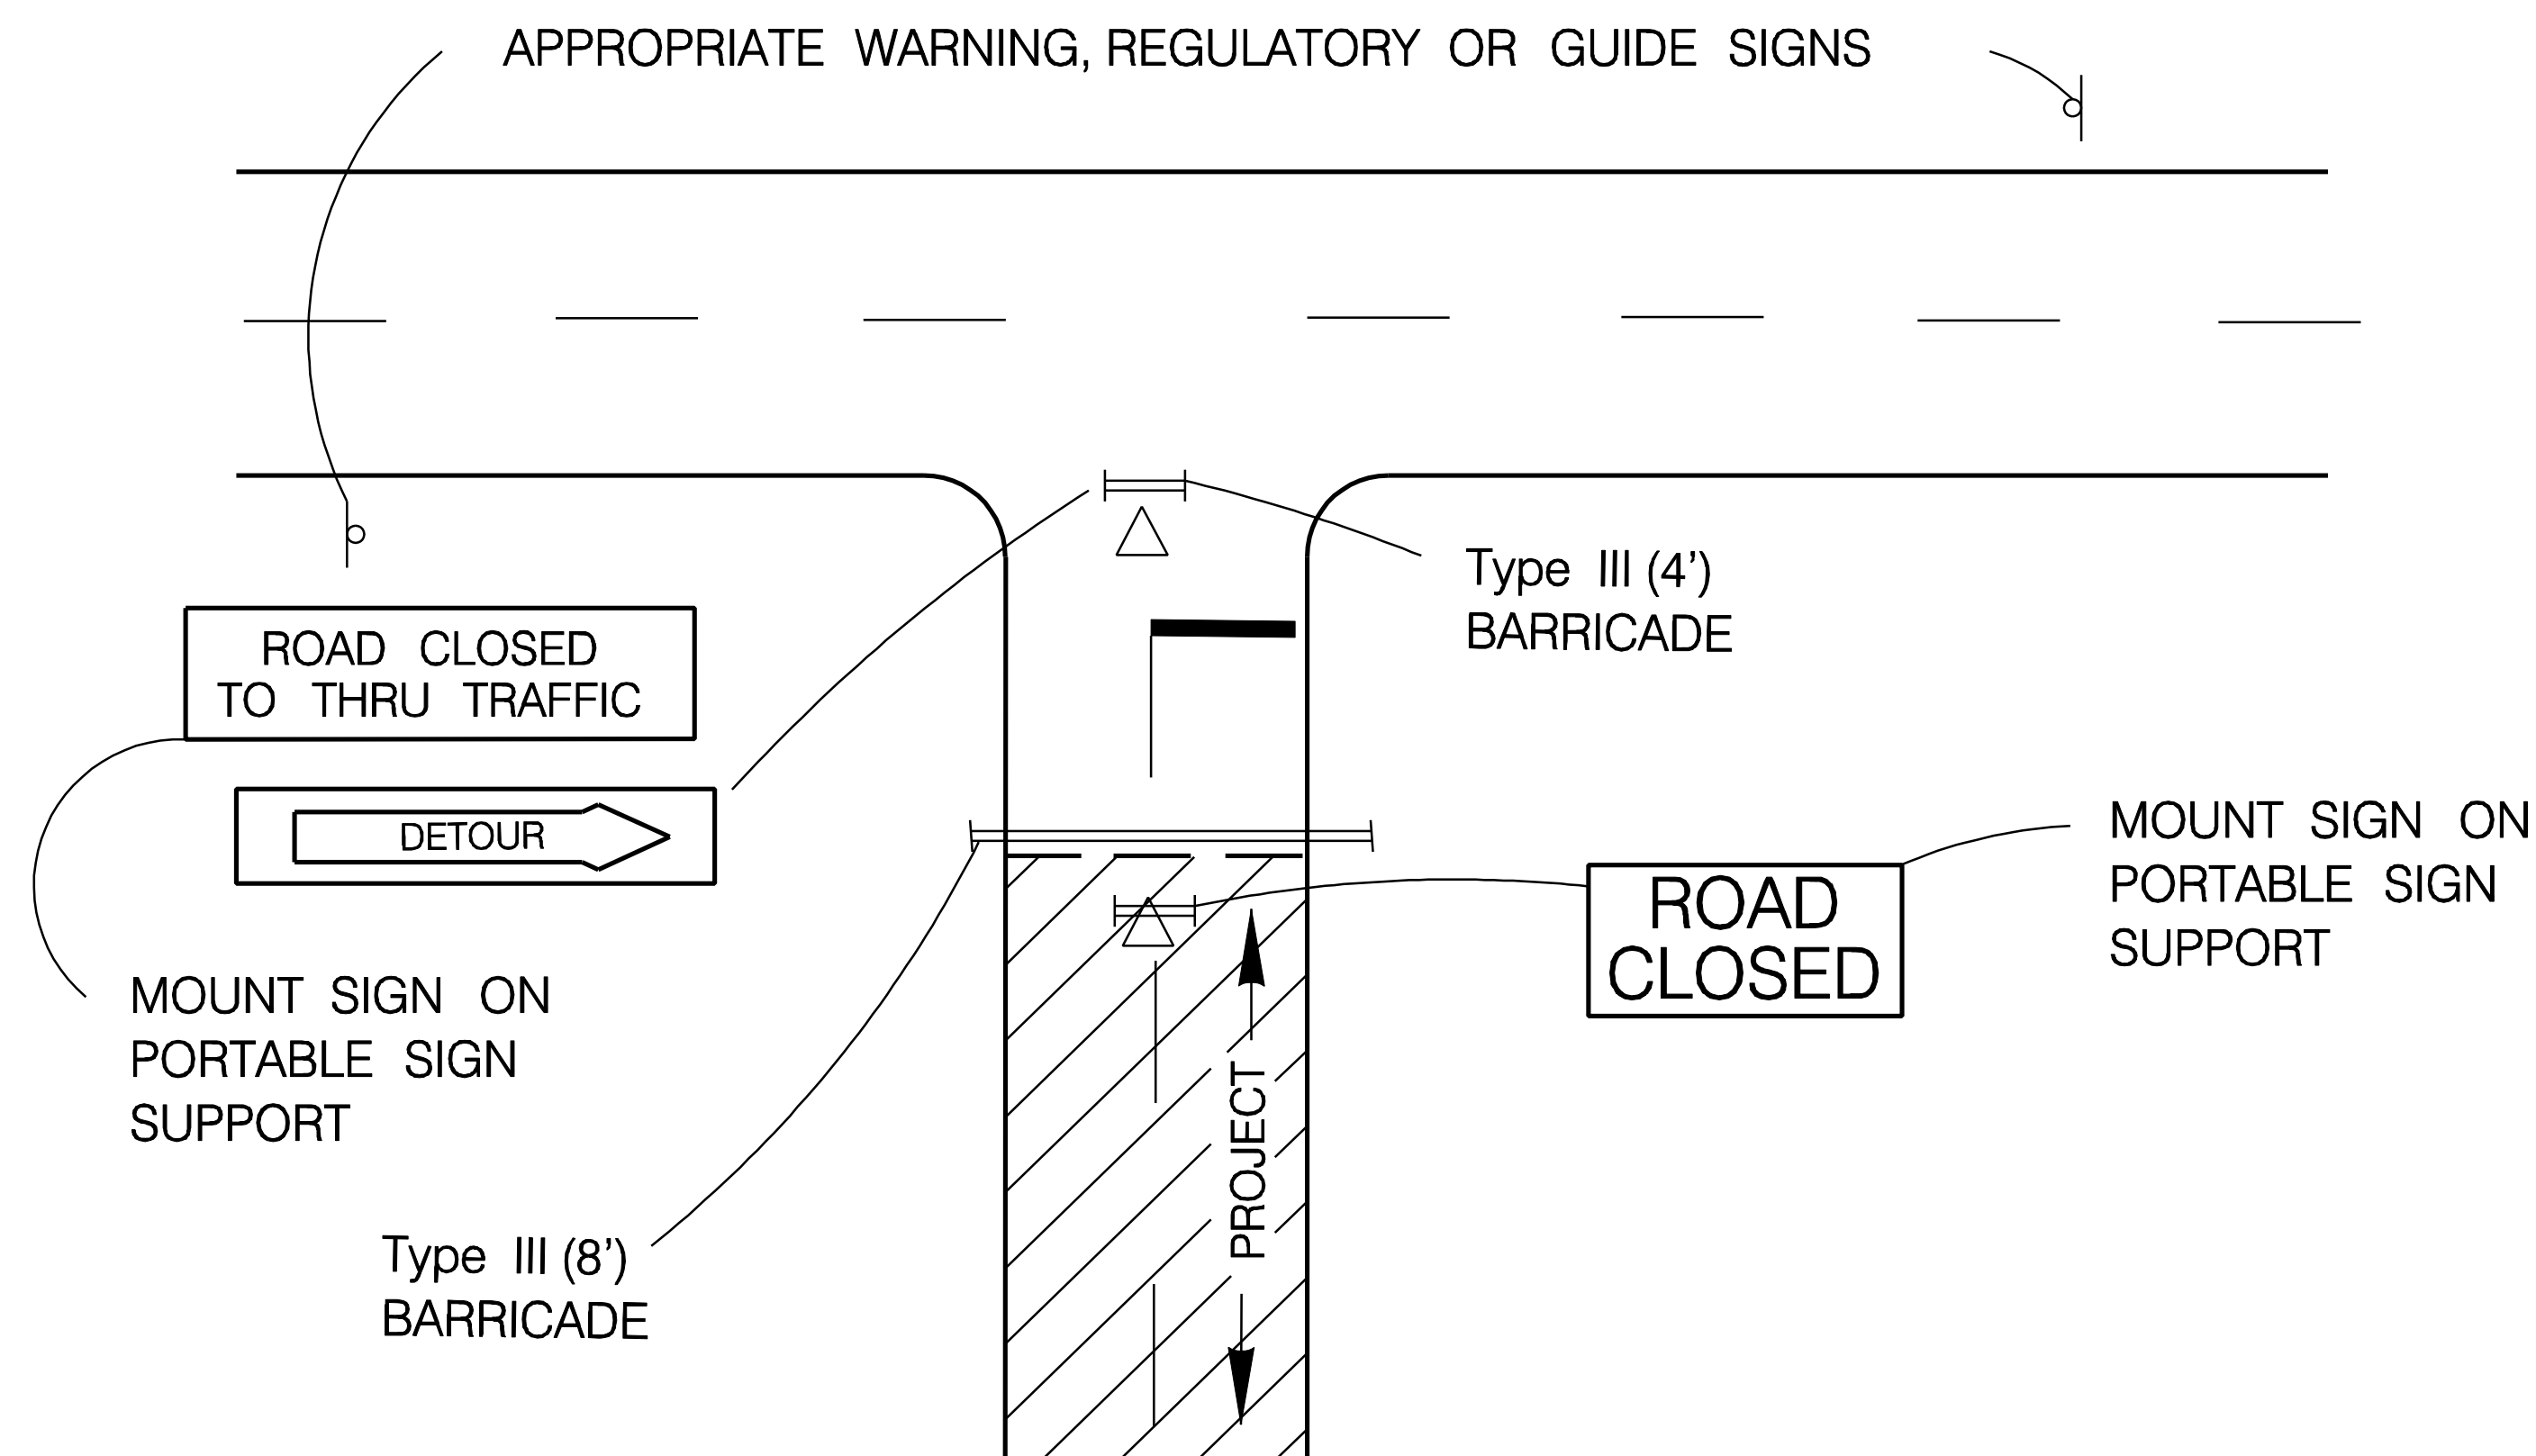 APPROPRIATE WARNING, REGULATORY OR GUIDE SIGNS
Type III (4')
BARRICADE
ROAD CLOSED
TO THRU TRAFFIC
DETOUR
MOUNT SIGN ON
PORTABLE SIGN
SUPPORT
ROAD
CLOSED
MOUNT SIGN ON
PORTABLE SIGN
SUPPORT
PROJECT
Type III (8')
BARRICADE